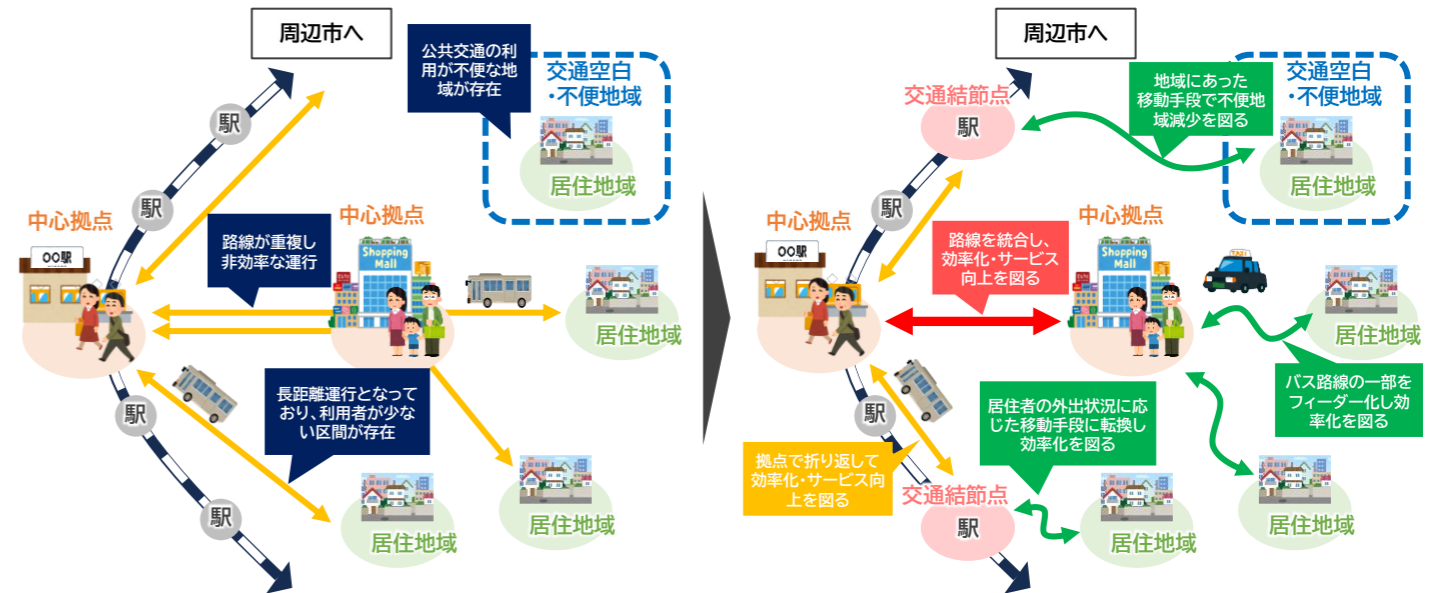 周辺市へ
公共交通の利
用が不便な地
域が存在
交通空白
・不便地域
居住地域
駅
駅
中心拠点
〇〇駅
路線が重複し
非効率な運行
中心拠点
Shopping
Mall
居住地域
長距離運行となって
おり、利用者が少な
い区間が存在
駅
駅
居住地域
居住地域
周辺市へ
交通結節点
駅
地域にあった
移動手段で不便地
域減少を図る
交通空白
・不便地域
居住地域
駅
中心拠点
〇〇駅
路線を統合し、
効率化・サービス
向上を図る
中心拠点
Shopping
Mall
TAXI
居住地域
バス路線の一部を
フィーダー化し効
率化を図る
駅
拠点で折り返して
効率化・サービス向
上を図る
居住者の外出状況に応
じた移動手段に転換し
効率化を図る
交通結節点
駅
居住地域
居住地域